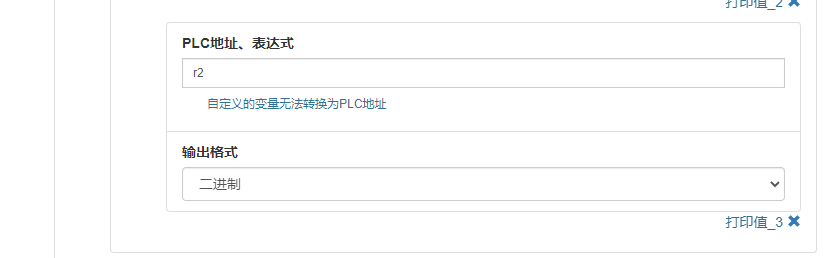 打印值_2 ✖
PLC地址、表达式
r2
自定义的变量无法转换为PLC地址
输出格式
二进制
打印值_3 ✖